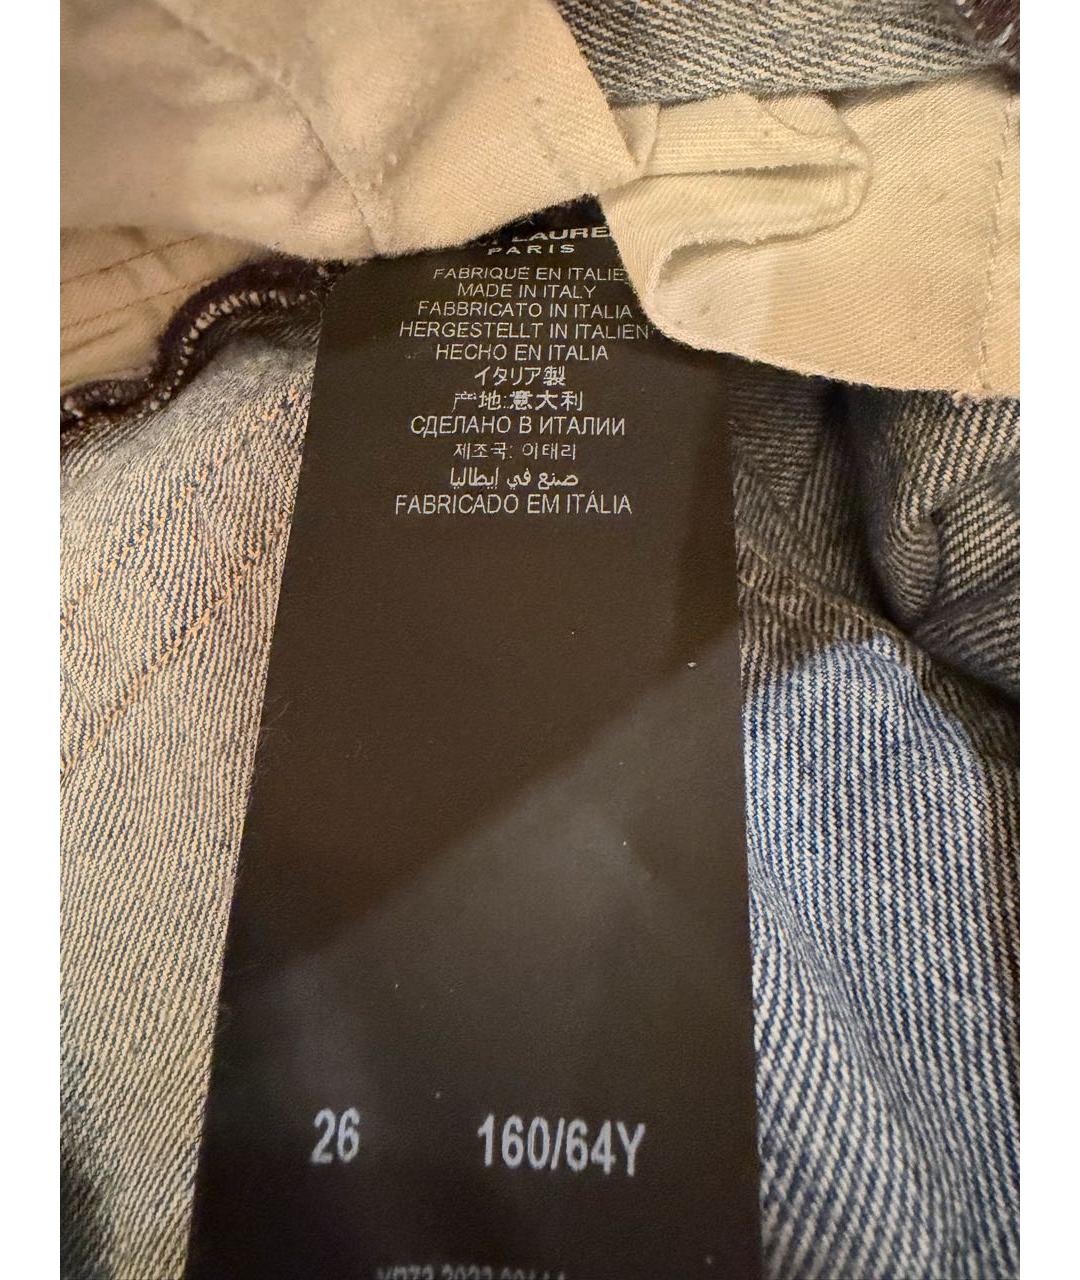 LAURE
PARIS
FABRIQUÉ EN ITALIE
MADE IN ITALY
FABBRICATO IN ITALIA
HERGESTELLT IN ITALIEN
HECHO EN ITALIA
イタリア製
产地:意大利
СДЕЛАНО В ИТАЛИИ
제조국: 이태리
صنع في إيطاليا
FABRICADO EM ITÁLIA
26 160/64Y